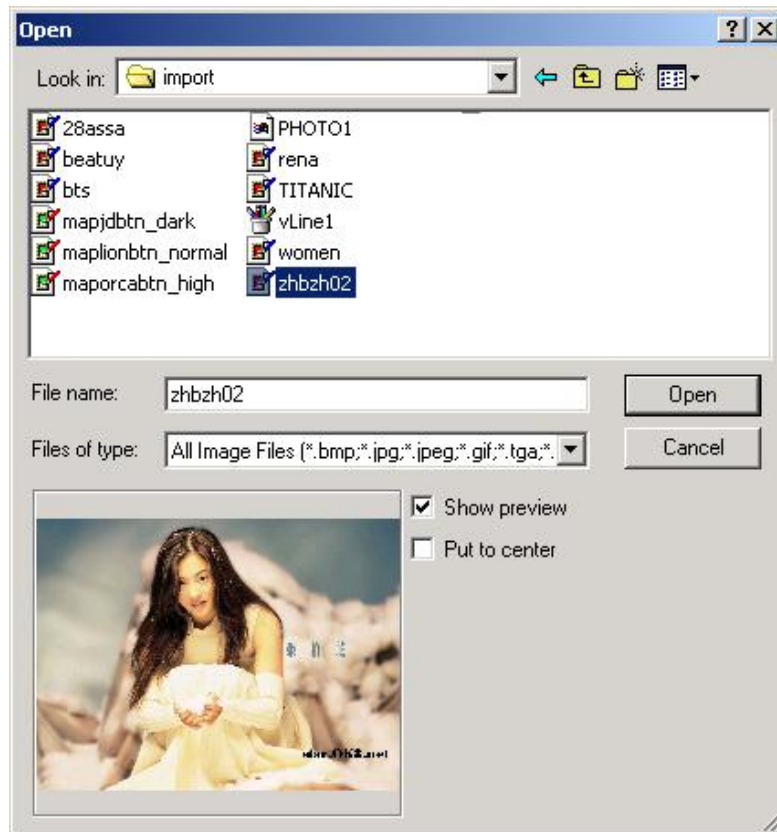 Open
Look in: import
28assa
beatuy
bts
mapjdbtn_dark
maplionbtn_normal
maporcabtn_high
PHOTO1
rena
TITANIC
vLine1
women
zhbzh02
File name: zhbzh02 Open
Files of type: All Image Files (*.bmp;*.jpg;*.jpeg;*.gif;*.tga;*. Cancel
Show preview
Put to center